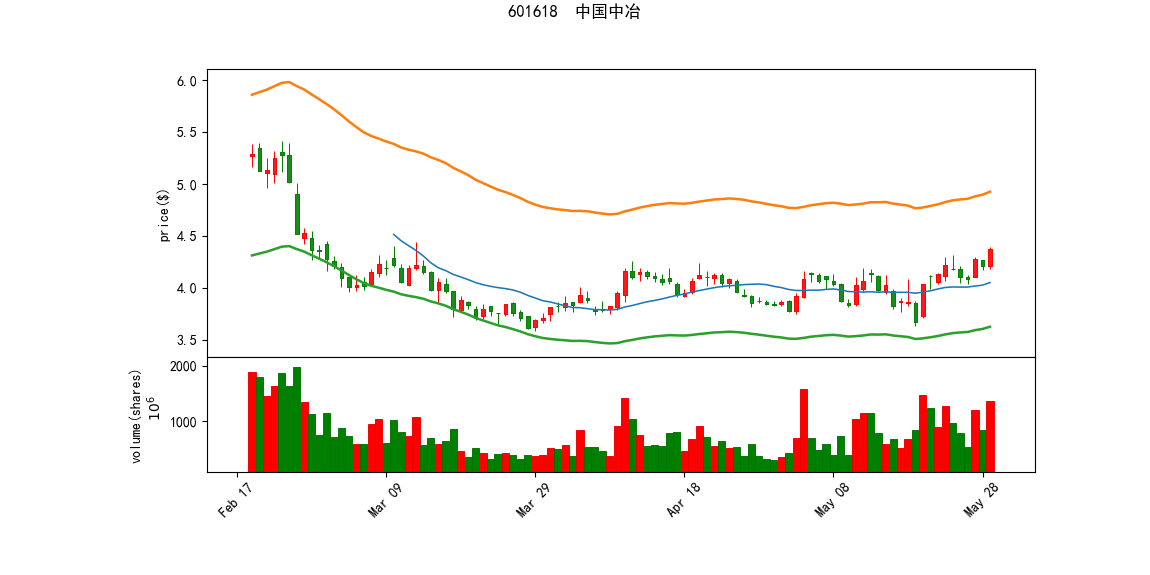 601618 中国中冶
6.0
5.5
5.0
4.5
4.0
3.5
price($)
2000
1000
volume(shares)
10^6
Feb 17
Mar 09
Mar 29
Apr 18
May 08
May 28